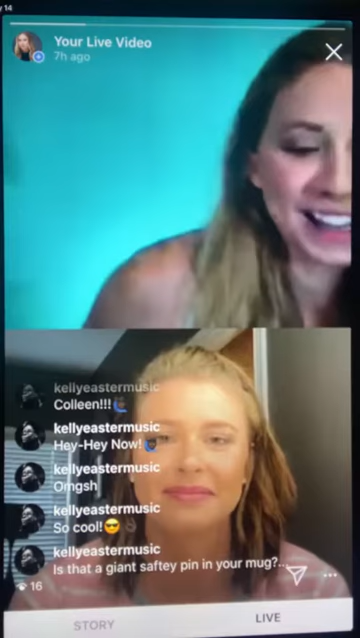 Your Live Video
7h ago
kellyeastermusic
Colleen!!!
kellyeastermusic
Hey-Hey Now!
kellyeastermusic
Omgsh
kellyeastermusic
So cool!😎👌🏿
kellyeastermusic
Is that a giant saftey pin in your mug?...
16
STORY
LIVE